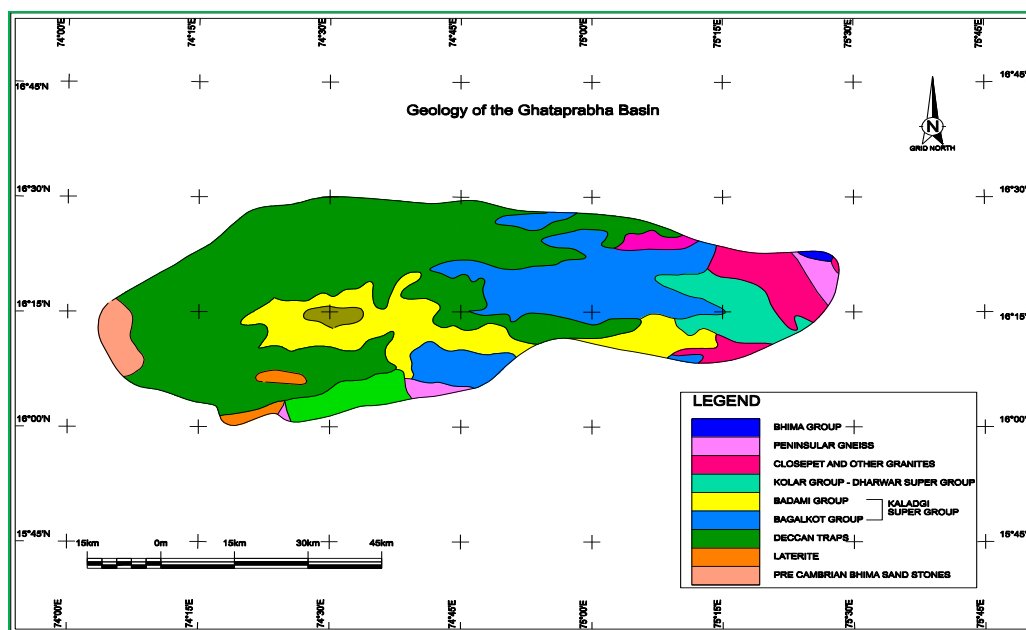 74°00'E 74°15'E 74°30'E 74°45'E 75°00'E 75°15'E 75°30'E 75°45'E
16°45'N 16°45'N
Geology of the Ghataprabha Basin
N
GRID NORTH
16°30'N 16°30'N
16°15'N 16°15'N
16°00'N 16°00'N
LEGEND
BHIMA GROUP
PENINSULAR GNEISS
CLOSEPET AND OTHER GRANITES
KOLAR GROUP - DHARWAR SUPER GROUP
BADAMI GROUP
KALADGI
SUPER GROUP
BAGALKOT GROUP
DECCAN TRAPS
LATERITE
PRE CAMBRIAN BHIMA SAND STONES
15°45'N 15°45'N
15km 0m 15km 30km 45km
74°00'E 74°15'E 74°30'E 74°45'E 75°00'E 75°15'E 75°30'E 75°45'E